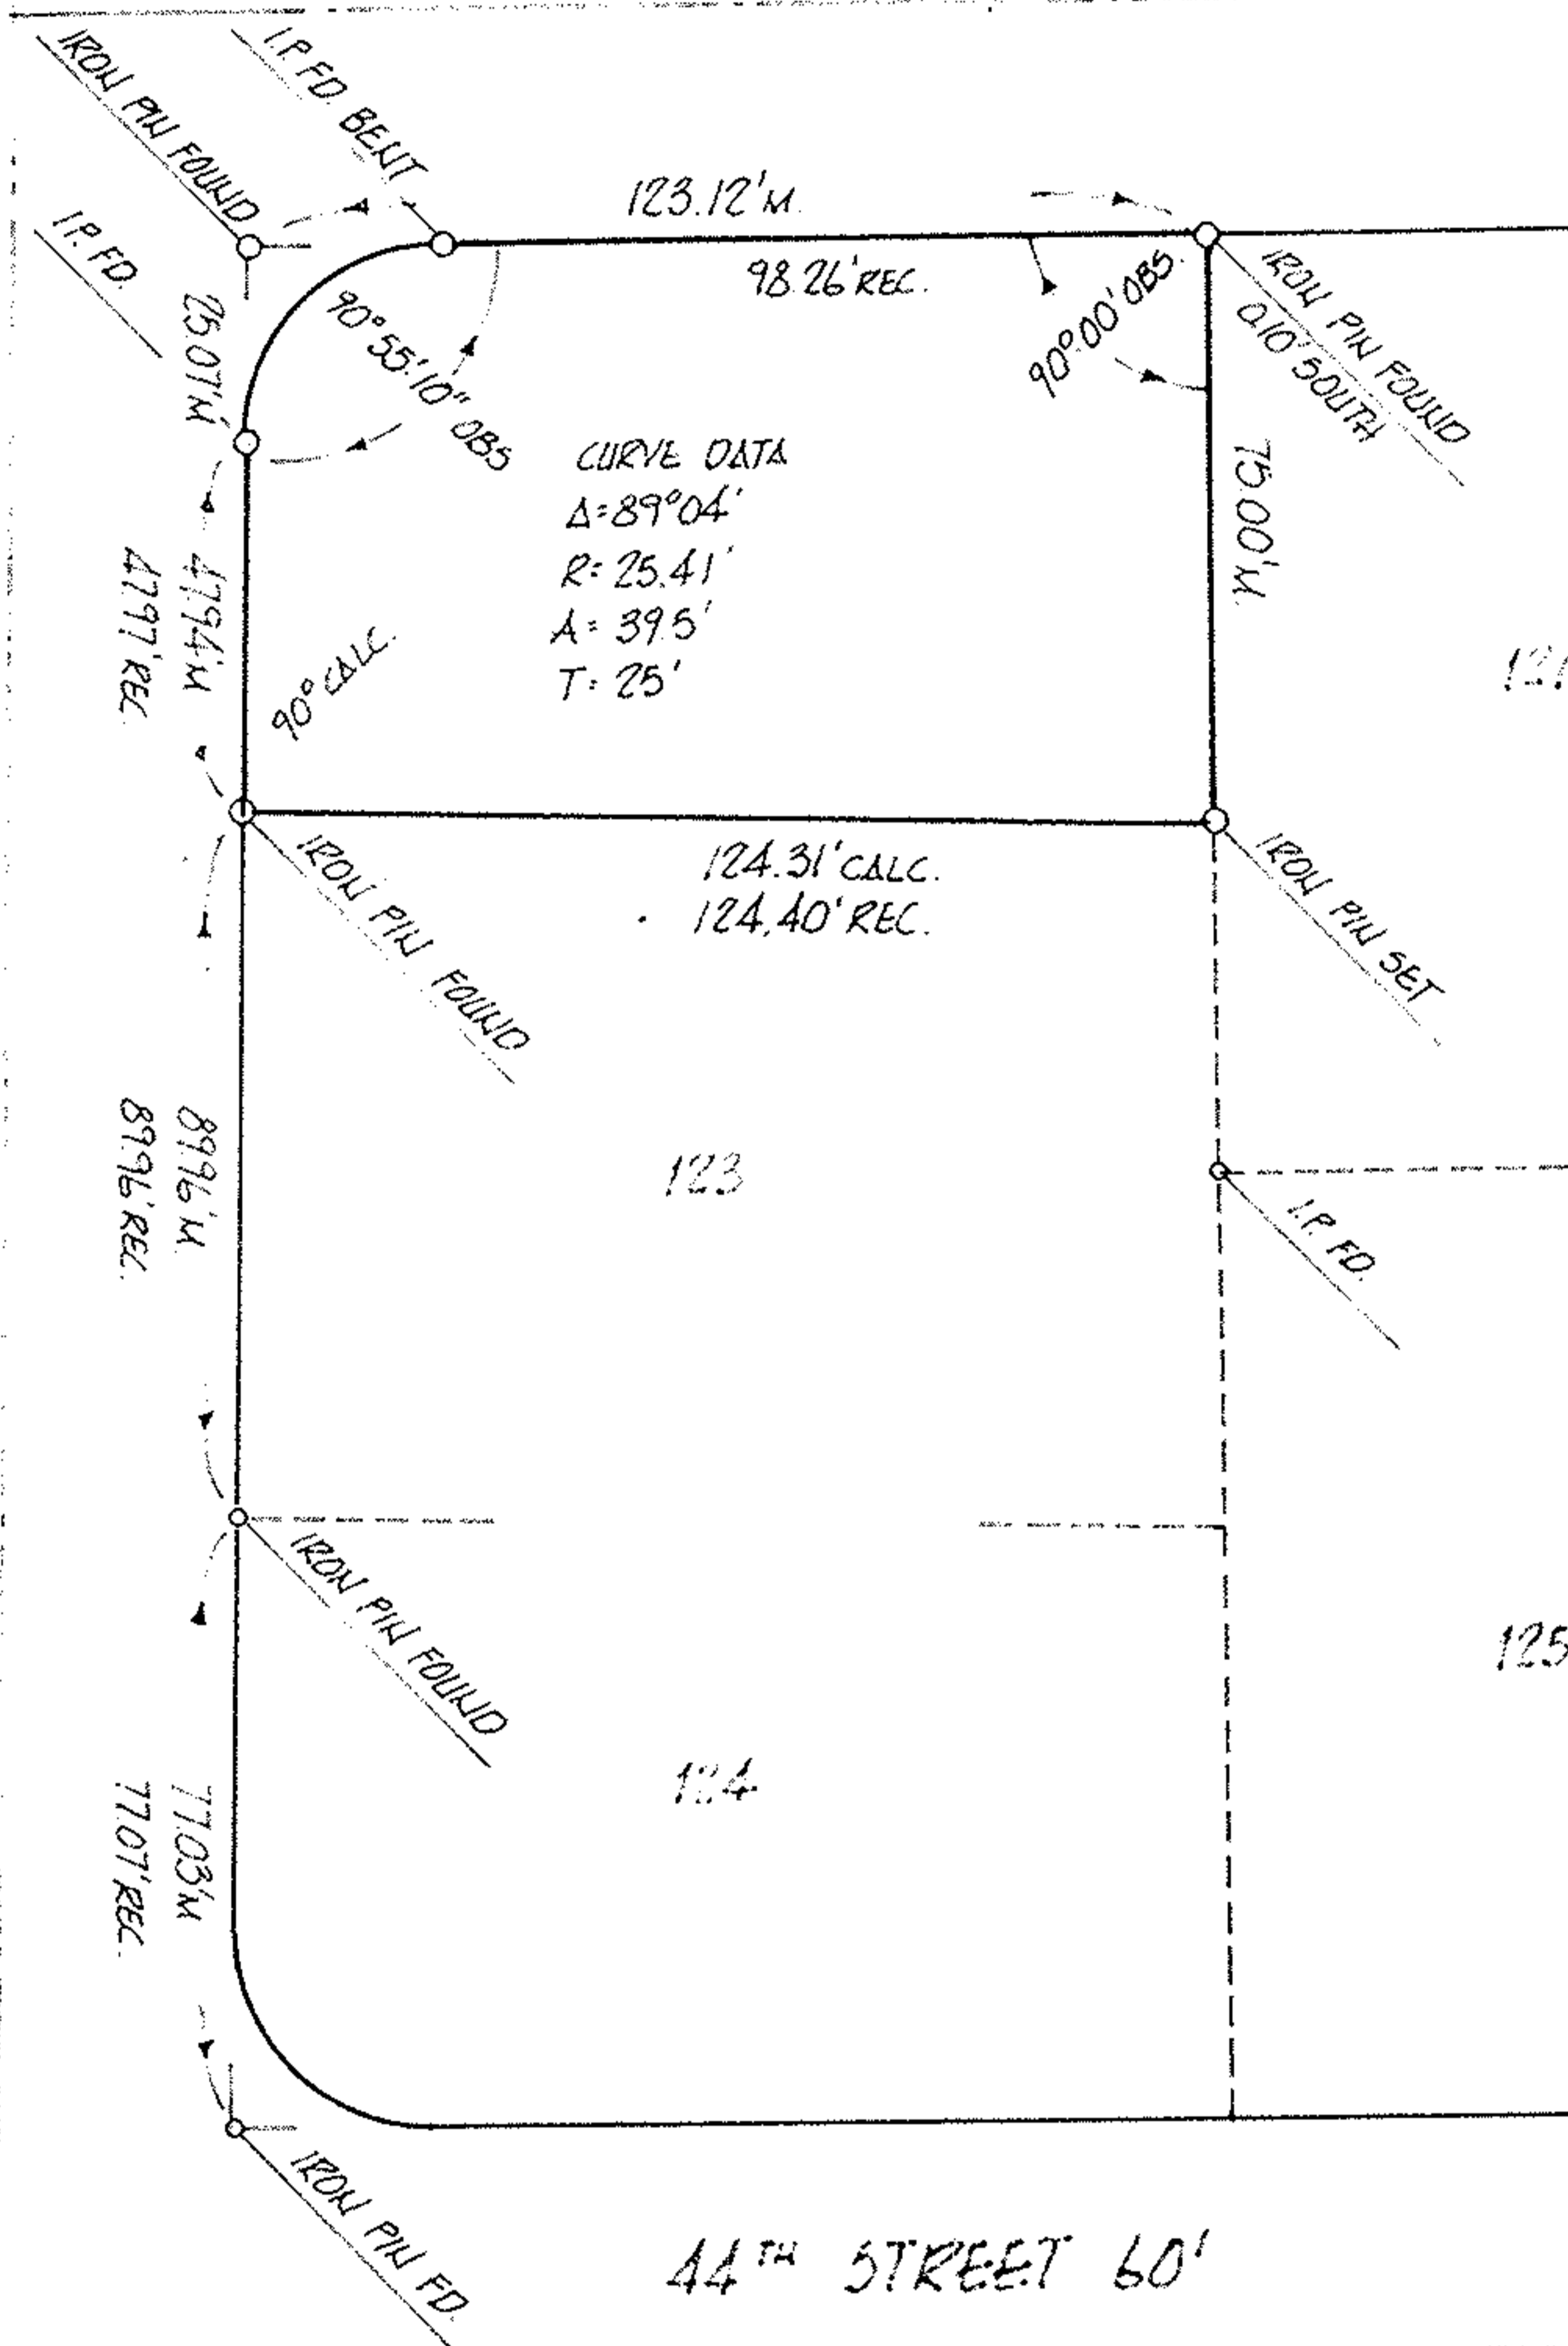 IRON PIN FOUND
I.P. FD. BENT
I.P. FD.
123.12' M.
98.26' REC.
90°00' OBS.
IRON PIN FOUND
0.10' SOUTH
25.07' M
90°55'10" OBS
CURVE DATA
Δ=89°04'
R= 25.41'
A= 39.5'
T= 25'
75.00' M.
47.94' M
47.97' REC.
90° CALC.
124.31' CALC.
124.40' REC.
IRON PIN FOUND
IRON PIN SET
89.96' M.
89.96' REC.
123
I.P. FD.
IRON PIN FOUND
125
124
77.03' M
77.07' REC.
IRON PIN FD.
44TH STREET 60'